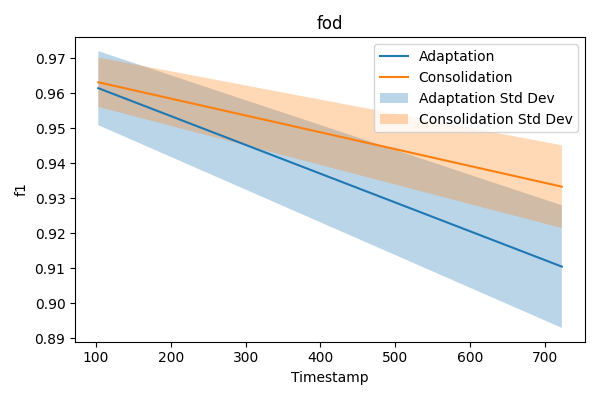 fod
f1
0.97
0.96
0.95
0.94
0.93
0.92
0.91
0.90
0.89
Adaptation
Consolidation
Adaptation Std Dev
Consolidation Std Dev
100
200
300
400
500
600
700
Timestamp